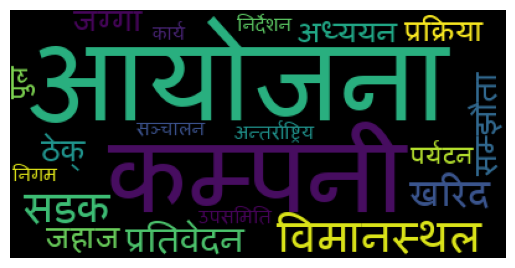 जग्गा
कार्य
निर्देशन
अध्ययन
प्रक्रिया
पुल
आयोजना
सम्झौता
ठेक्
सञ्चालन
अन्तर्राष्ट्रिय
कम्पनी
पर्यटन
निगम
खरिद
सडक
उपसमिति
जहाज
प्रतिवेदन
विमानस्थल